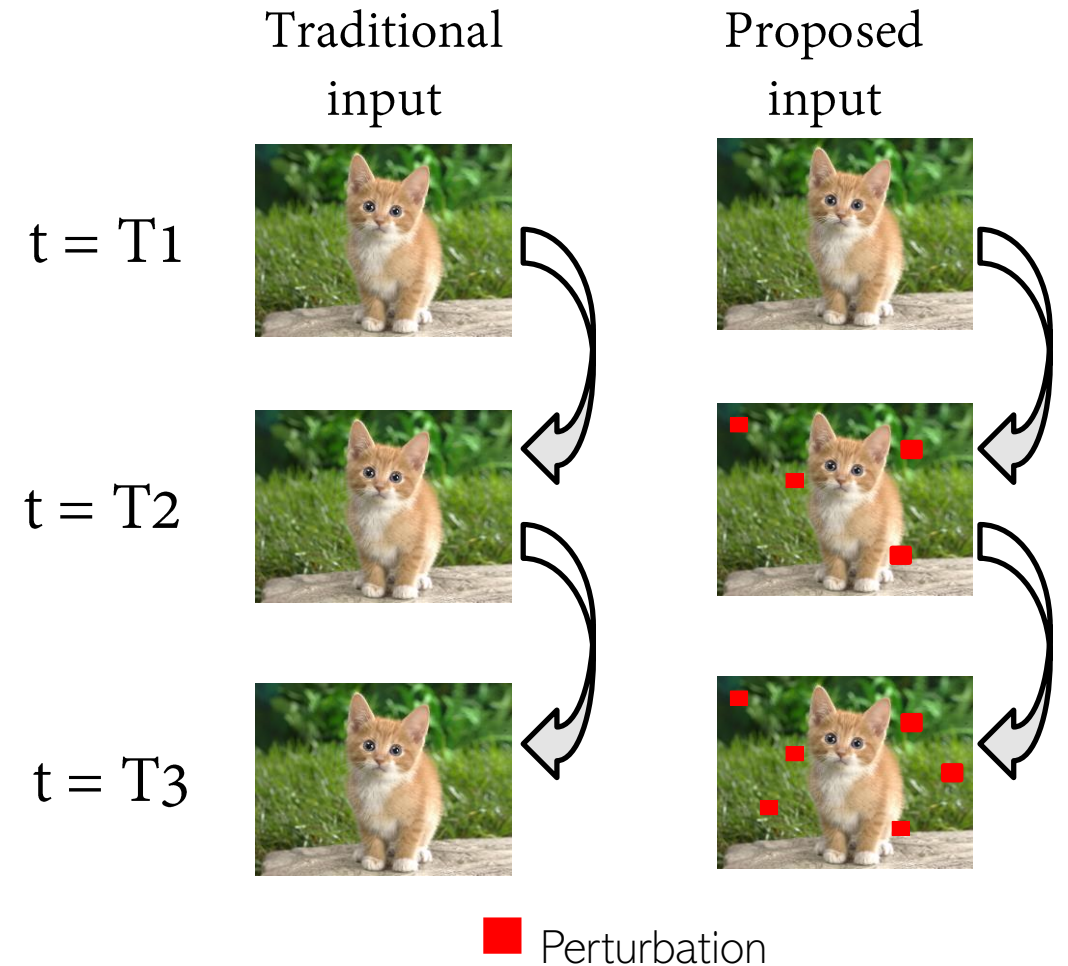 Traditional
input
Proposed
input
t = T1
t = T2
t = T3
Perturbation